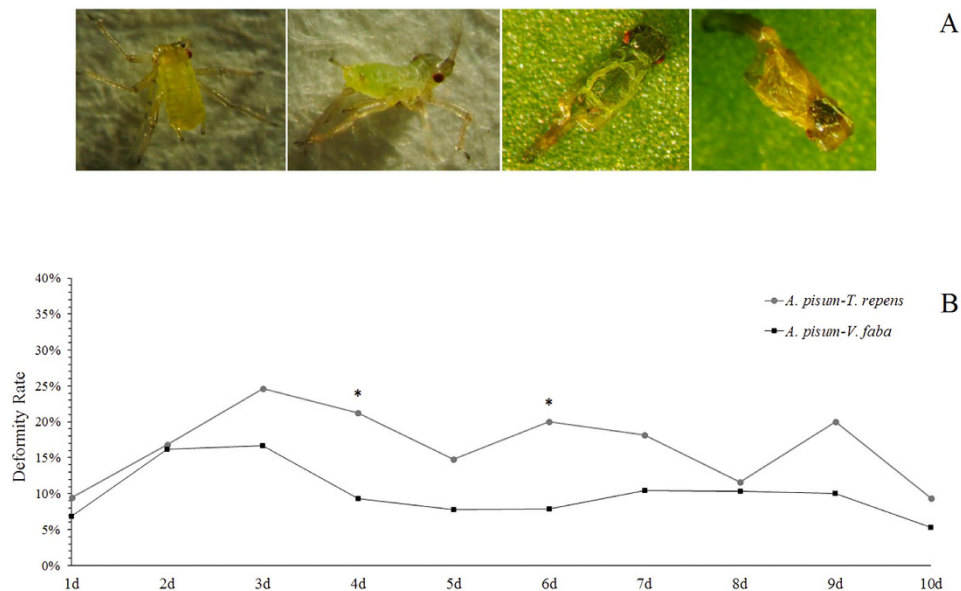 A
B
A. pisum-T. repens
A. pisum-V. faba
Deformity Rate
40%
35%
30%
25%
20%
15%
10%
5%
0%
*
*
1d 2d 3d 4d 5d 6d 7d 8d 9d 10d